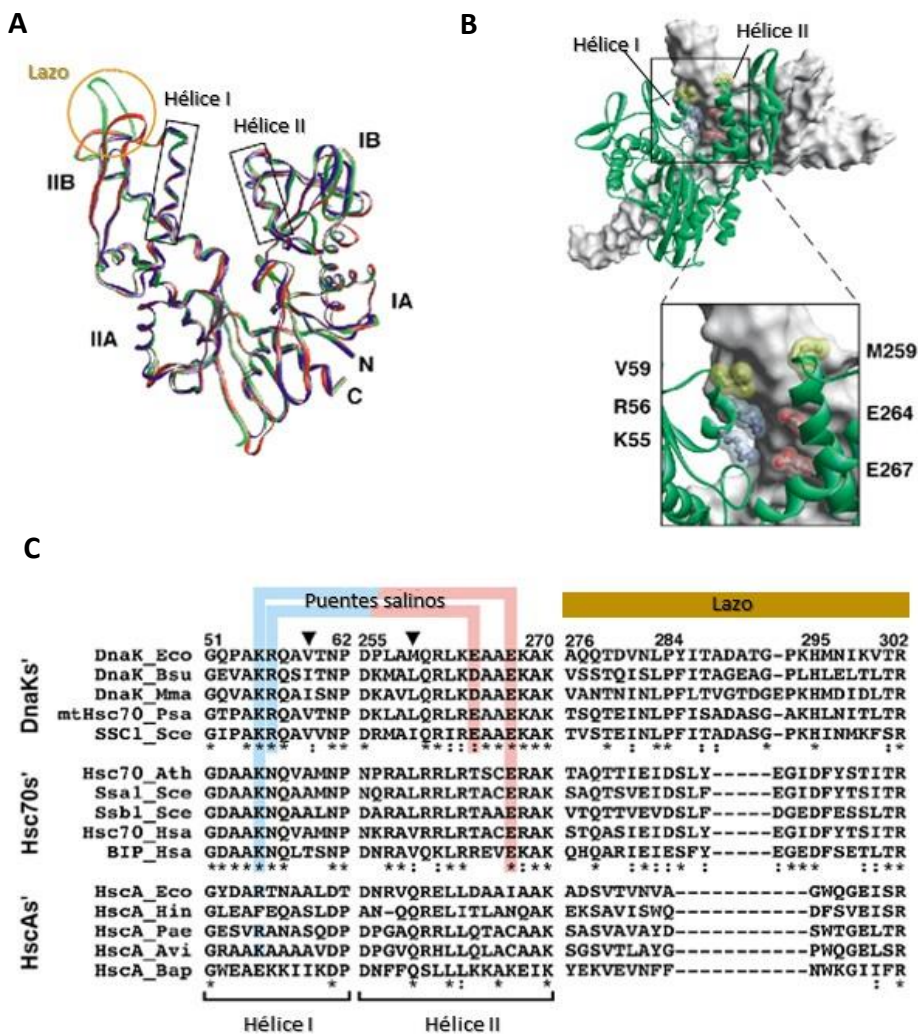 A
B
Lazo
Hélice I
Hélice II
IIB
IB
IIA
IA
N
C
Hélice I
Hélice II
V59
R56
K55
M259
E264
E267
C
Puentes salinos
Lazo
51 62 255 270 276 284 295 302
DnaKs'
DnaK_Eco GQPAKRQAVTNP DPLAMQRLKEAAEKAK AQQTDVNLPYITADATG-PKHMNIKVTR
DnaK_Bsu GEVAKRQSITNP DKMALQRLKDAAEKAK VSSTQISLPFITAGEAG-PLHLELTLTR
DnaK_Mma QVAKRQAITNP DKAVLQRLKEAAEKAK VANTNINLPFLTVGTDGEPKHMDIDLTR
mtHsc70_Psa GTPAKRQAVTNP DKLALQRLREAAEKAK TSQTEINLPFISADASG-AKHLNITLTR
SSC1_Sce GIPAKRQAVVNP DRMAIQRIREAAEKAK TVSTEINLPFITADASG-PKHINMKFSR
Hsc70s'
Hsc70_Ath GDAAKNQVAMNP NPRALRRLRTSCERAK TAQTTIEIDSLY-----EGIDFYSTITR
Ssa1_Sce GDAAKNQAAMNP NQRALRRLRTACERAK SAQTSVEIDSLF-----EGIDFYTSITR
Ssb1_Sce GDAAKNQAALNP NARALRRLRTAAERAK VTQTTVEVDSLF-----EGEDFESSLTR
Hsc70_Hsa GDAAKNQVAMNP NKRAVRRLRTACERAK STQASIEIDSLY-----EGIDFYTSITR
BIP_Hsa GDAAKNQLTSNP DNRAVQKLRREVEKAK QHQARIEIESFY-----EGEDFSETLTR
HscAs'
HscA_Eco GYDARTNAALDT DNRVQRELLDAAIAAK ADSVTVNVA------------GWQGEISR
HscA_Hin GLEAFEQASLDP AN-QQRELITLANQAK EKSAVISWQ------------DFSVEISR
HscA_Pae GESVRANASQDP DPGAQRRLLQTACAAK SASVAVAYD------------SWTGELTR
HscA_Avi GRAAKAAAAVDP DPGVQRHLLQLACAAK SGSVTLAYG------------PWQGELSR
HscA_Bap GWEAEKKIIKDP DNFFQSLLLKKAKEIK YEKVEVNFF------------NWKGIIFR
Hélice I Hélice II